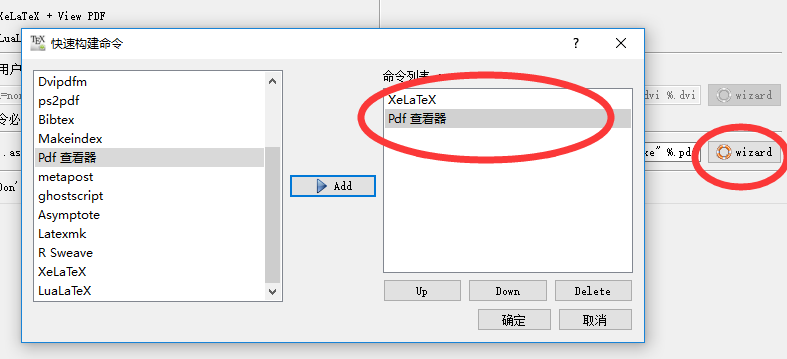 XeLaTeX + View PDF
LuaL
快速构建命令
?
用户
Dvipdfm
ps2pdf
Bibtex
Makeindex
Pdf 查看器
metapost
ghostscript
Asymptote
Latexmk
R Sweave
XeLaTeX
LuaLaTeX
Add
命令列表
XeLaTeX
Pdf 查看器
Up
Down
Delete
确定
取消
=nor
.dvi %.dvi
wizard
令必
.as
xe" %.pd
wizard
Don'